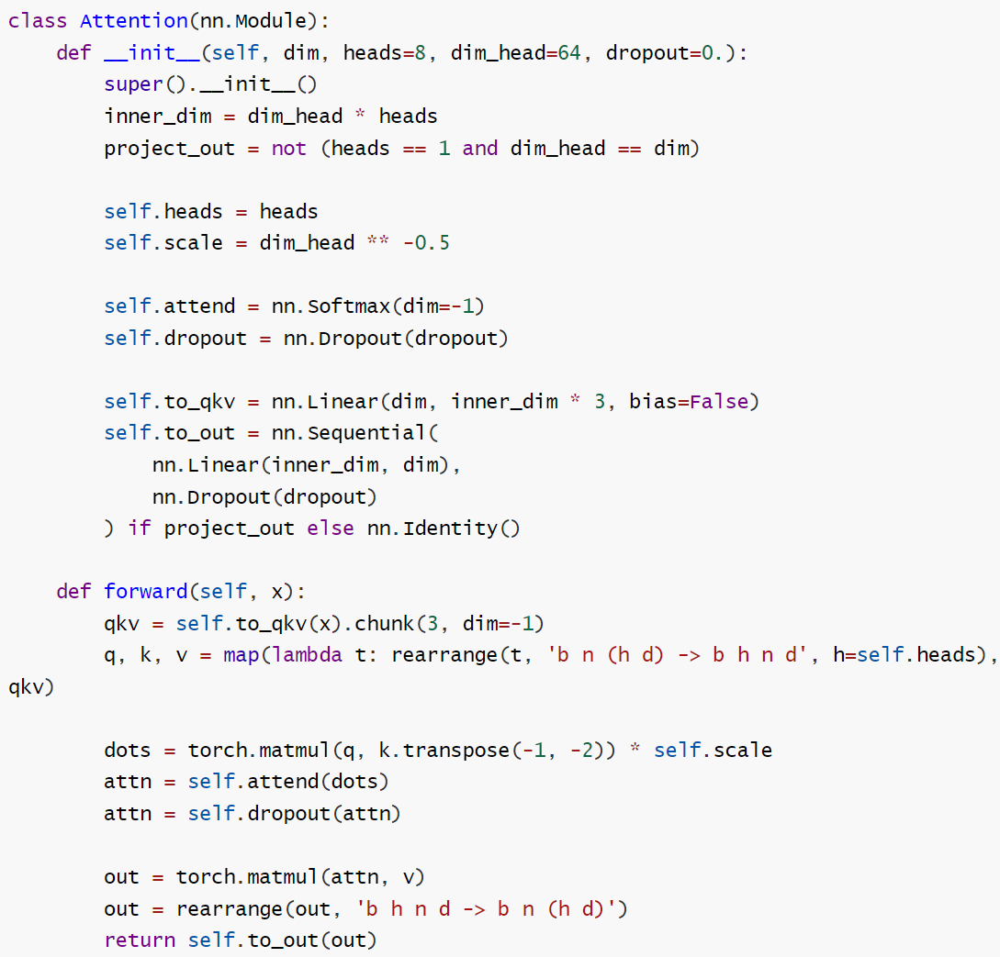 class Attention(nn.Module):
    def __init__(self, dim, heads=8, dim_head=64, dropout=0.):
        super().__init__()
        inner_dim = dim_head * heads
        project_out = not (heads == 1 and dim_head == dim)

        self.heads = heads
        self.scale = dim_head ** -0.5

        self.attend = nn.Softmax(dim=-1)
        self.dropout = nn.Dropout(dropout)

        self.to_qkv = nn.Linear(dim, inner_dim * 3, bias=False)
        self.to_out = nn.Sequential(
            nn.Linear(inner_dim, dim),
            nn.Dropout(dropout)
        ) if project_out else nn.Identity()

    def forward(self, x):
        qkv = self.to_qkv(x).chunk(3, dim=-1)
        q, k, v = map(lambda t: rearrange(t, 'b n (h d) -> b h n d', h=self.heads),
qkv)

        dots = torch.matmul(q, k.transpose(-1, -2)) * self.scale
        attn = self.attend(dots)
        attn = self.dropout(attn)

        out = torch.matmul(attn, v)
        out = rearrange(out, 'b h n d -> b n (h d)')
        return self.to_out(out)